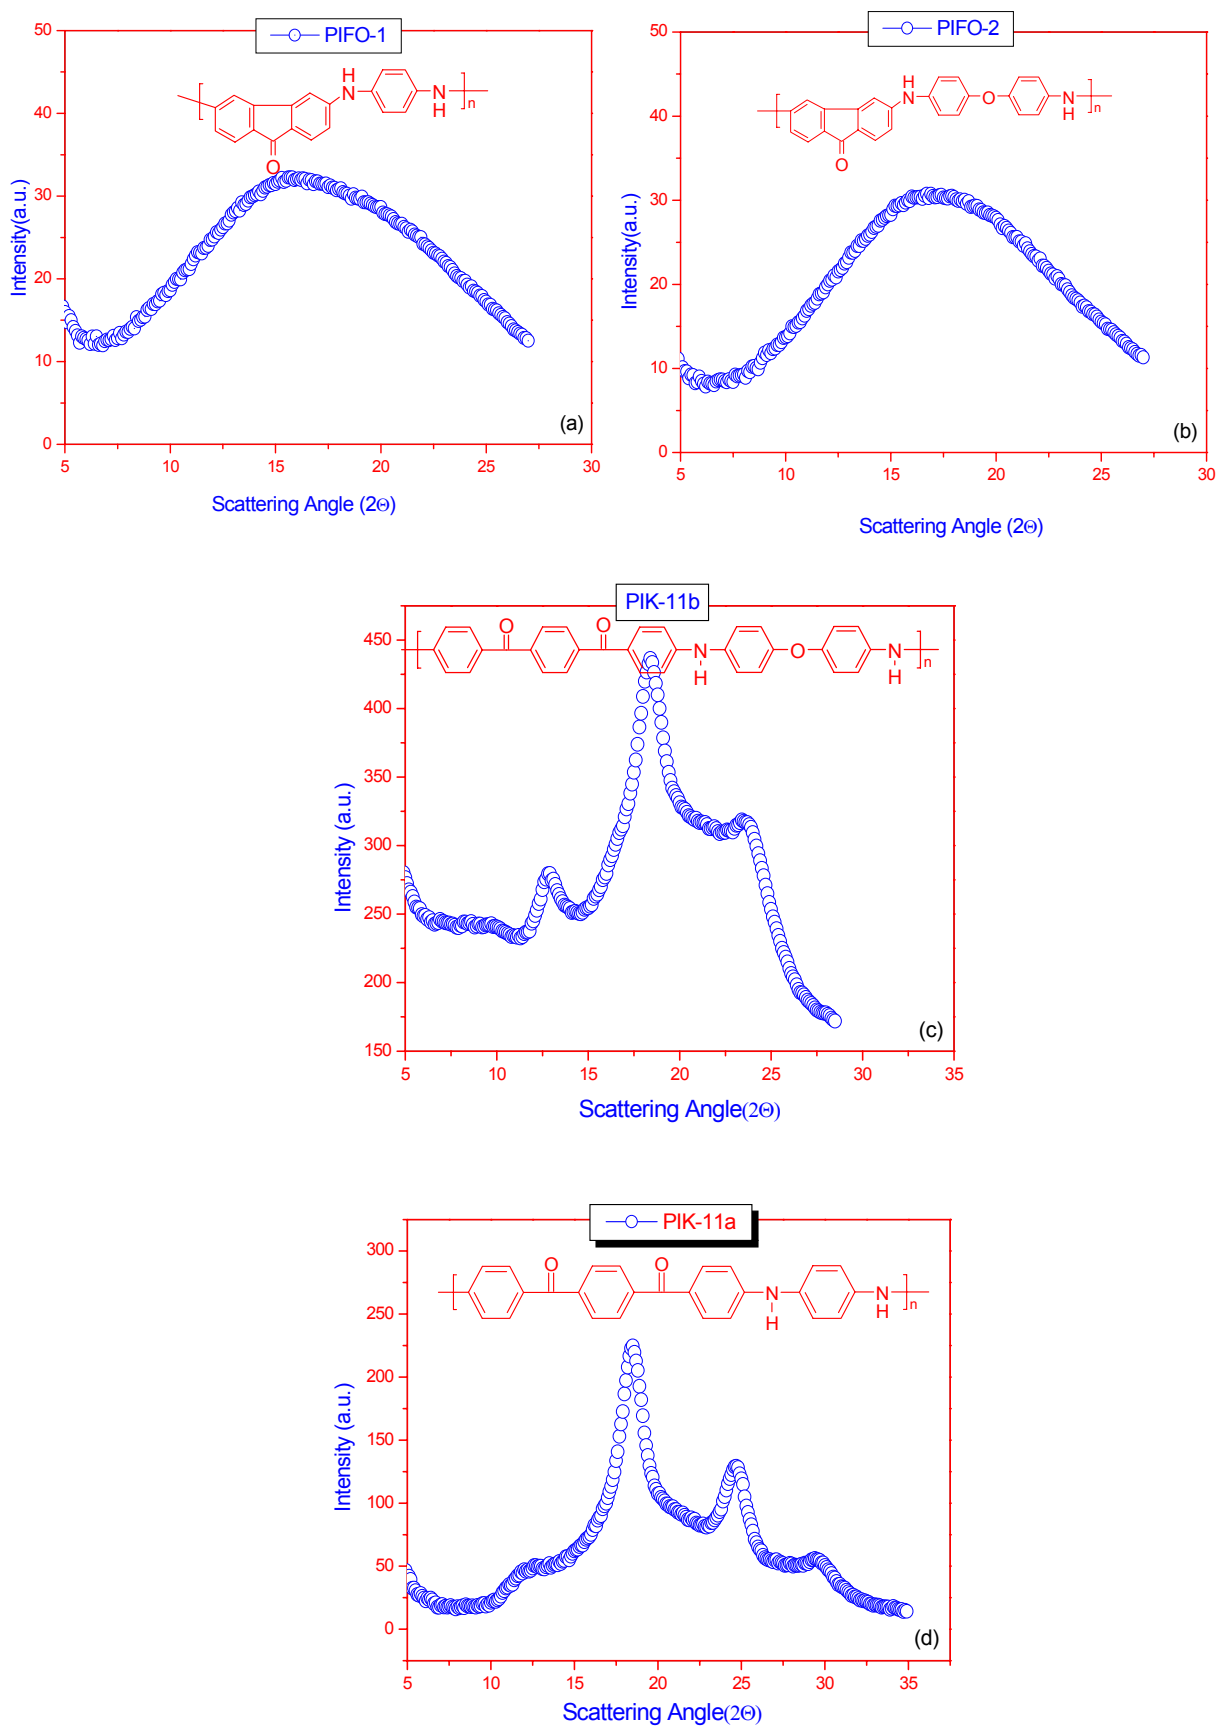 PIFO-1
50
40
30
20
10
0
5 10 15 20 25 30
Intensity(a.u.)
Scattering Angle (2Θ)
H
N
N
H
n
O
(a)
PIFO-2
50
40
30
20
10
0
5 10 15 20 25 30
Intensity(a.u.)
Scattering Angle (2Θ)
H
N
O
N
H
n
O
(b)
PIK-11b
450
400
350
300
250
200
150
5 10 15 20 25 30 35
Intensity (a.u.)
Scattering Angle(2Θ)
O O
N O N
H H
n
(c)
PIK-11a
300
250
200
150
100
50
0
5 10 15 20 25 30 35
Intensity (a.u.)
Scattering Angle(2Θ)
O O
N N
H H
n
(d)